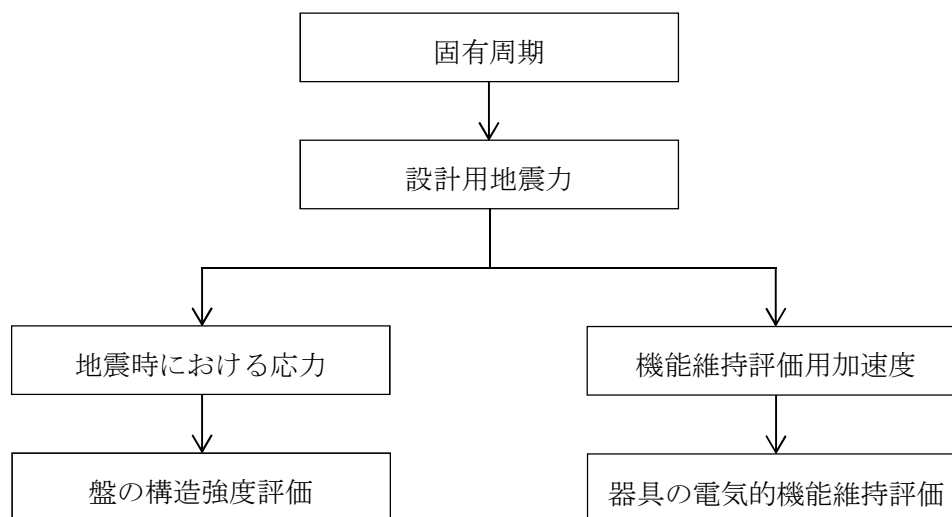 固有周期
設計用地震力
地震時における応力
機能維持評価用加速度
盤の構造強度評価
器具の電気的機能維持評価